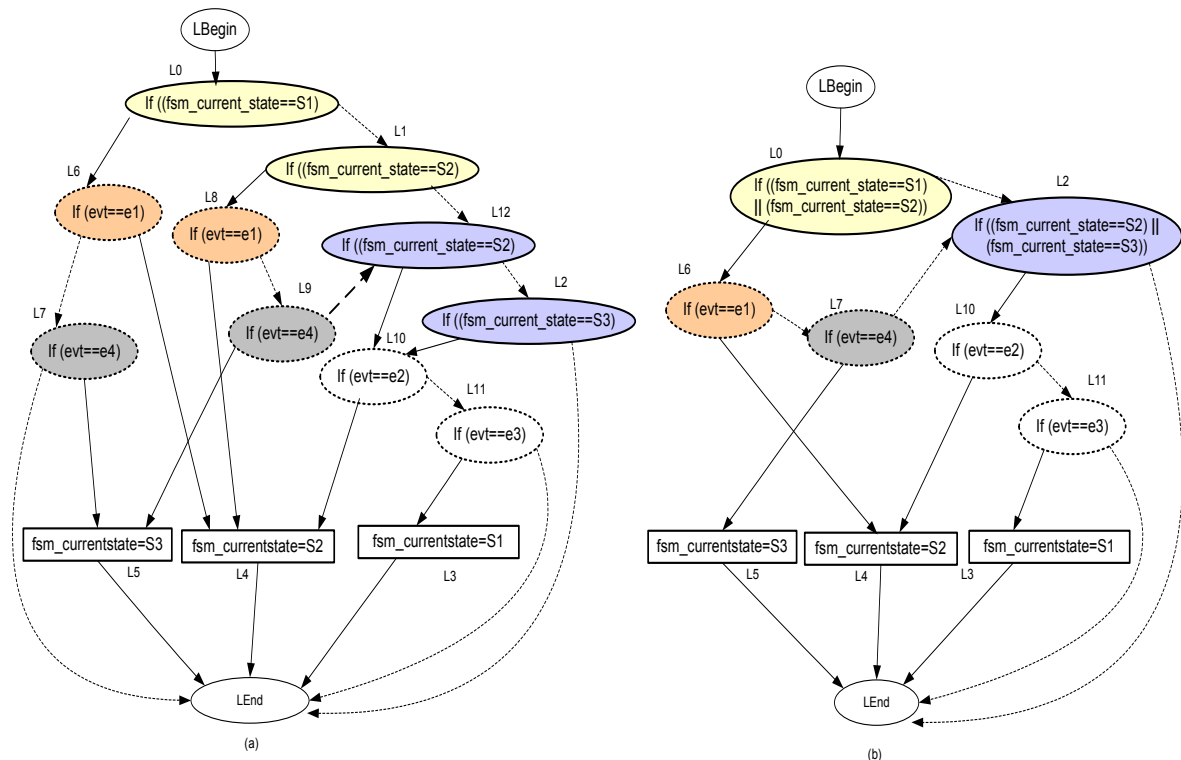 LBegin
L0
If ((fsm_current_state==S1)
L1
If ((fsm_current_state==S2)
L6
If (evt==e1)
L8
If (evt==e1)
L12
If ((fsm_current_state==S2)
L7
If (evt==e4)
L9
If (evt==e4)
L2
If ((fsm_current_state==S3)
L10
If (evt==e2)
L11
If (evt==e3)
fsm_currentstate=S3
L5
fsm_currentstate=S2
L4
fsm_currentstate=S1
L3
LEnd
(a)
LBegin
L0
If ((fsm_current_state==S1)
|| (fsm_current_state==S2))
L2
If ((fsm_current_state==S2) ||
(fsm_current_state==S3))
L6
If (evt==e1)
L7
If (evt==e4)
L10
If (evt==e2)
L11
If (evt==e3)
fsm_currentstate=S3
L5
fsm_currentstate=S2
L4
fsm_currentstate=S1
L3
LEnd
(b)